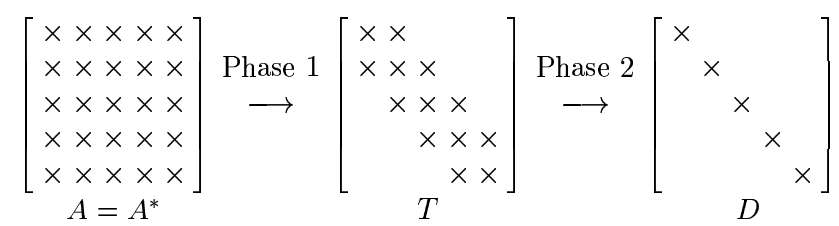 × × × × ×    × ×    ×
× × × × × Phase 1 × × × Phase 2 ×
× × × × × ⟶ × × × ⟶ ×
× × × × ×    × × ×    ×
× × × × ×    × ×    ×
A = A*    T    D